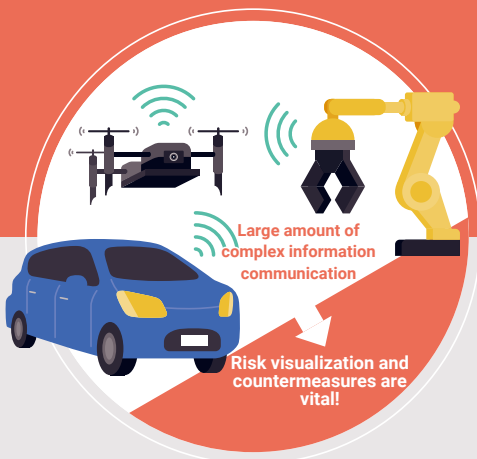 Large amount of
complex information
communication
Risk visualization and
countermeasures are
vital!